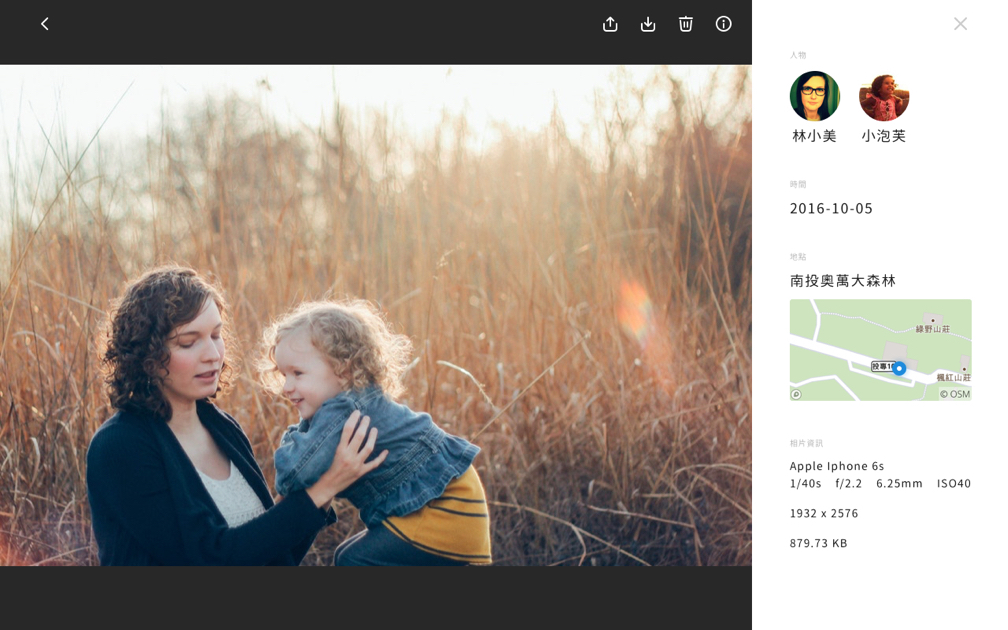 人物
林小美
小泡芙
時間
2016-10-05
地點
南投奧萬大森林
綠野山莊
投專1
楓紅山莊
© OSM
相片資訊
Apple Iphone 6s
1/40s f/2.2 6.25mm ISO40
1932 x 2576
879.73 KB